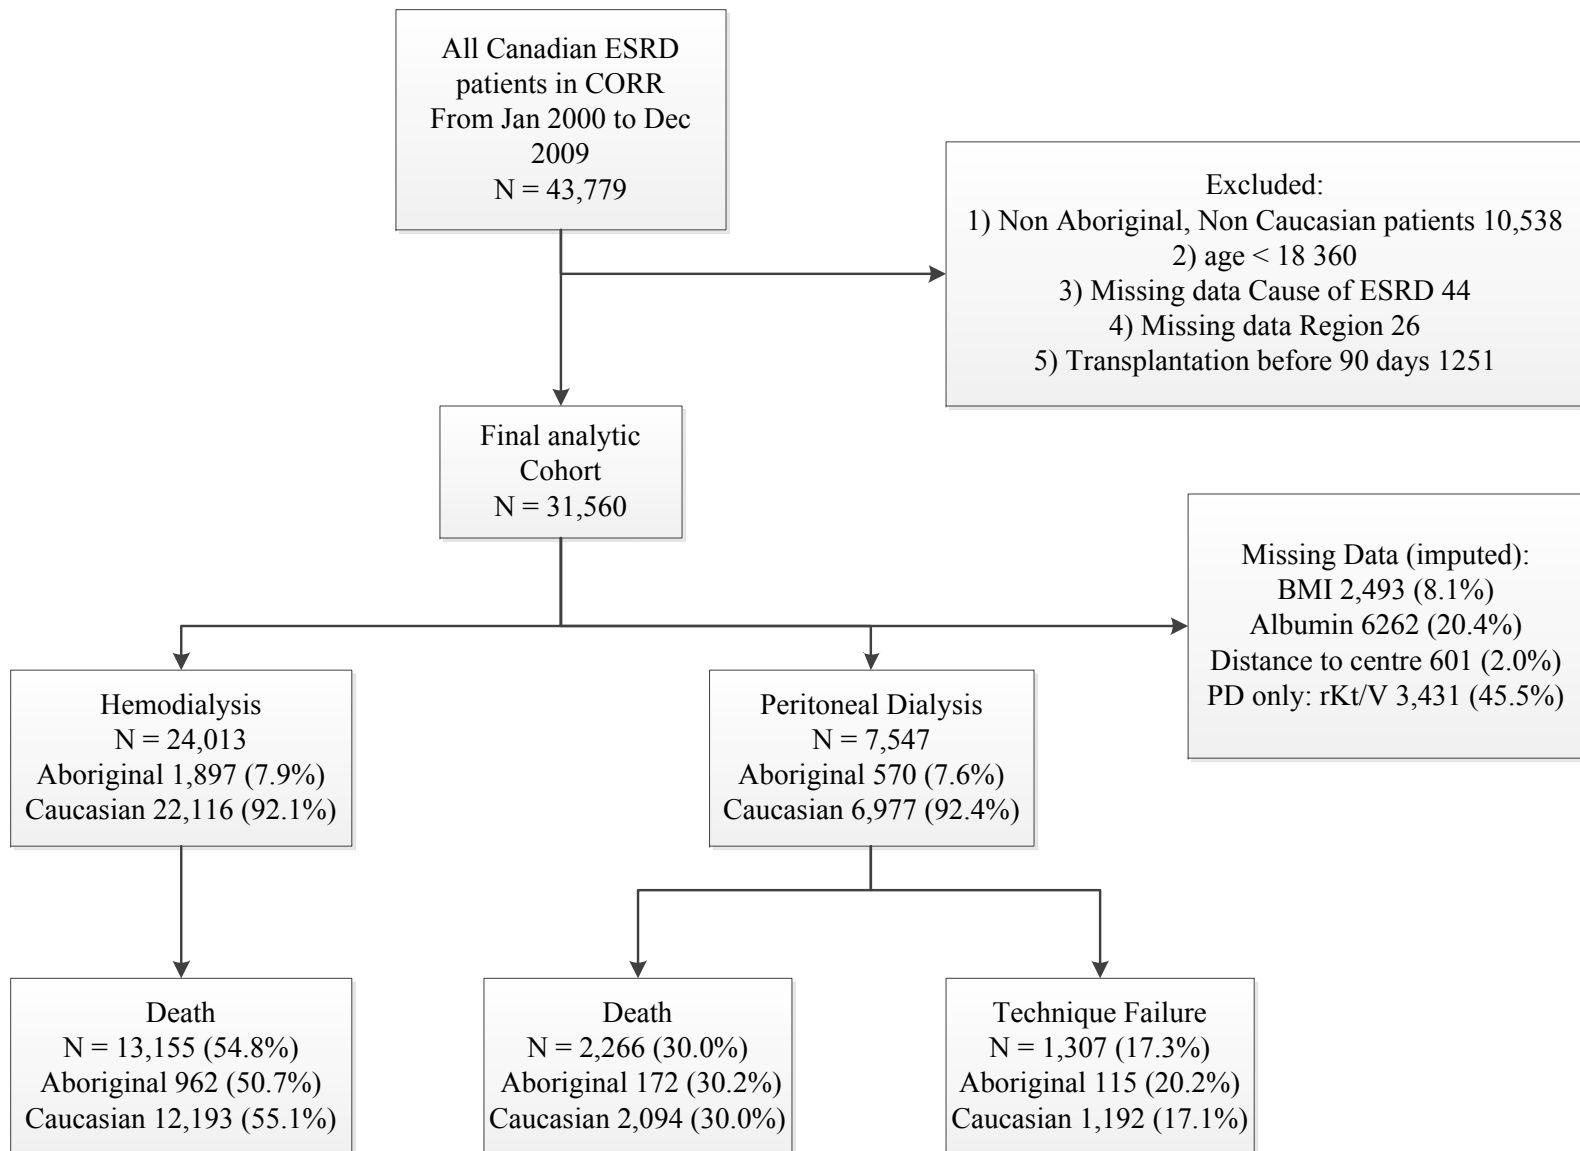 All Canadian ESRD
patients in CORR
From Jan 2000 to Dec
2009
N = 43,779
Excluded:
1) Non Aboriginal, Non Caucasian patients 10,538
2) age < 18 360
3) Missing data Cause of ESRD 44
4) Missing data Region 26
5) Transplantation before 90 days 1251
Final analytic
Cohort
N = 31,560
Missing Data (imputed):
BMI 2,493 (8.1%)
Albumin 6262 (20.4%)
Distance to centre 601 (2.0%)
PD only: rKt/V 3,431 (45.5%)
Hemodialysis
N = 24,013
Aboriginal 1,897 (7.9%)
Caucasian 22,116 (92.1%)
Peritoneal Dialysis
N = 7,547
Aboriginal 570 (7.6%)
Caucasian 6,977 (92.4%)
Death
N = 13,155 (54.8%)
Aboriginal 962 (50.7%)
Caucasian 12,193 (55.1%)
Death
N = 2,266 (30.0%)
Aboriginal 172 (30.2%)
Caucasian 2,094 (30.0%)
Technique Failure
N = 1,307 (17.3%)
Aboriginal 115 (20.2%)
Caucasian 1,192 (17.1%)